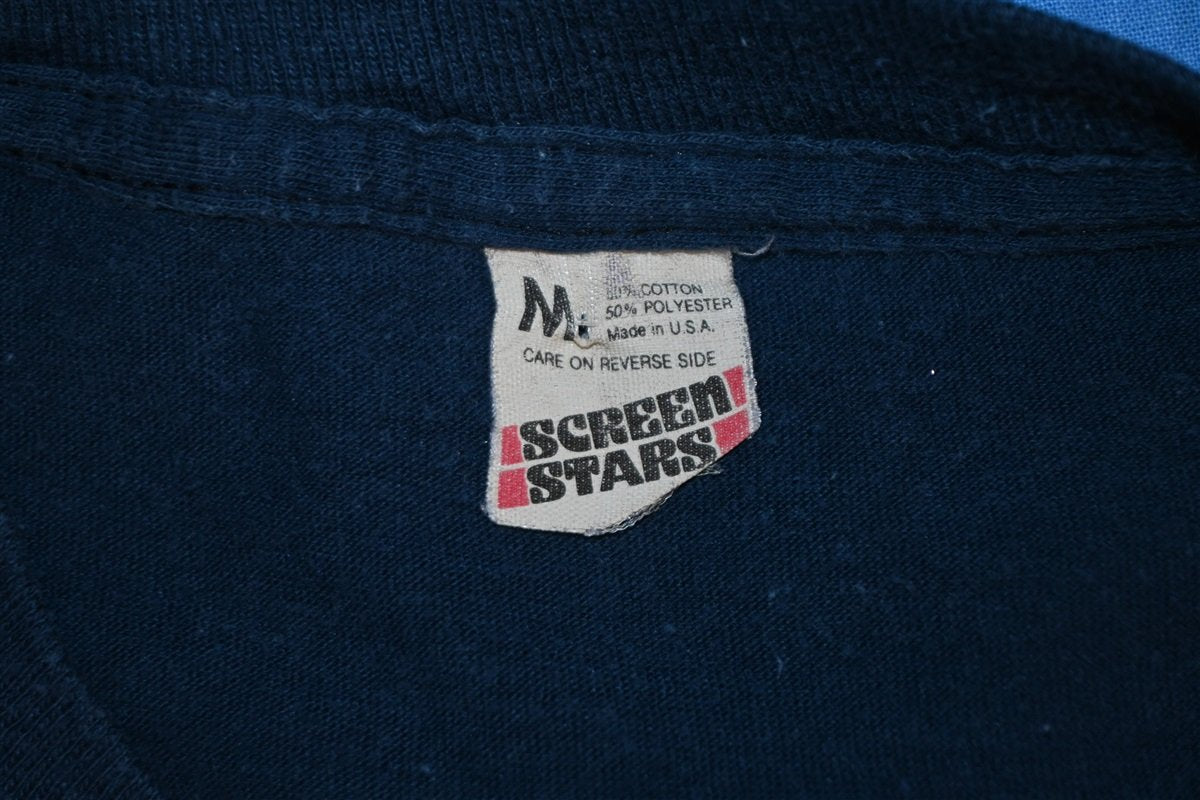 M.
% COTTON
50% POLYESTER
Made in U.S.A.
CARE ON REVERSE SIDE
SCREEN
STARS